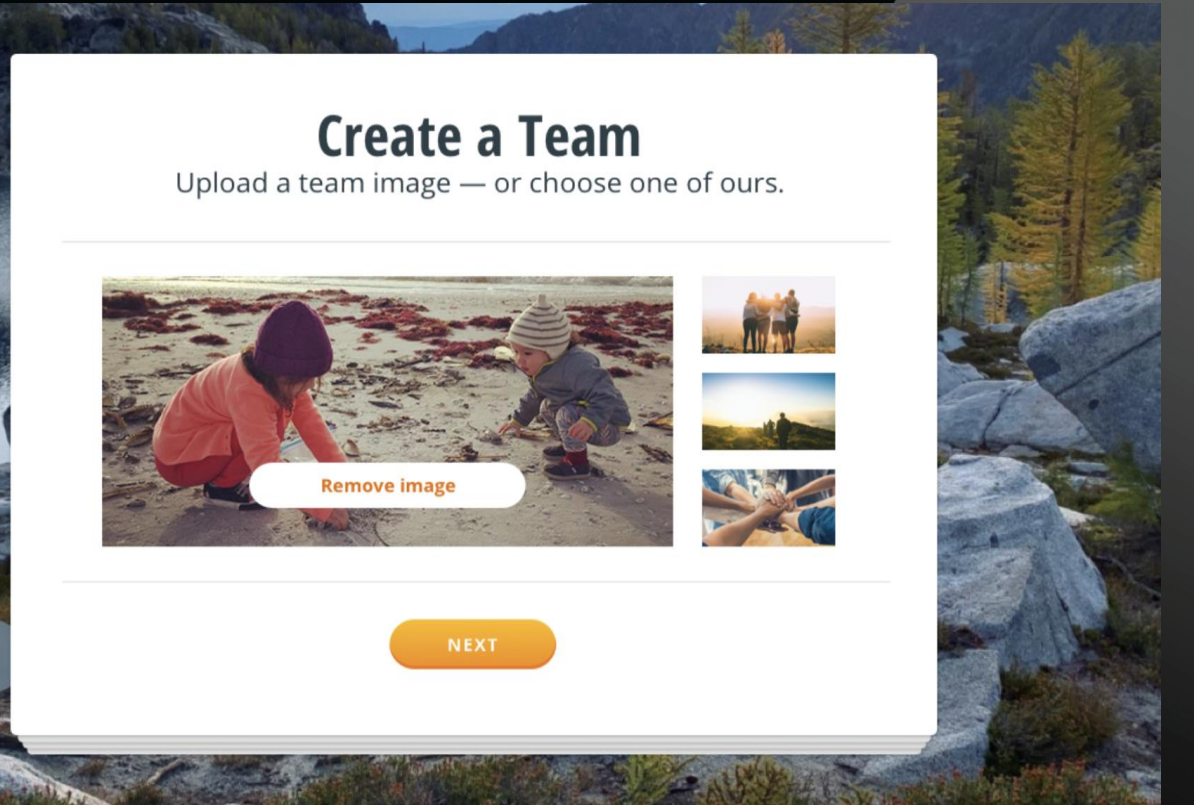 Create a Team
Upload a team image — or choose one of ours.
Remove image
NEXT